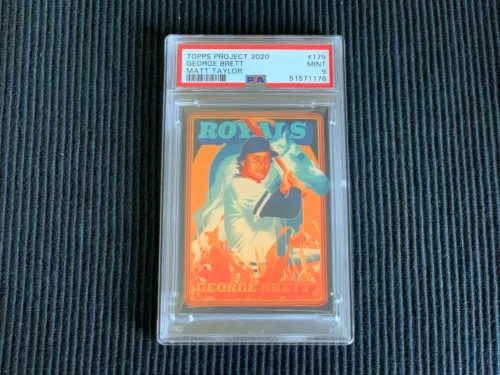 TOPPS PROJECT 2020 #175
GEORGE BRETT MINT
MATT TAYLOR 9
PSA 51571176
ROYALS
GEORGE BRETT